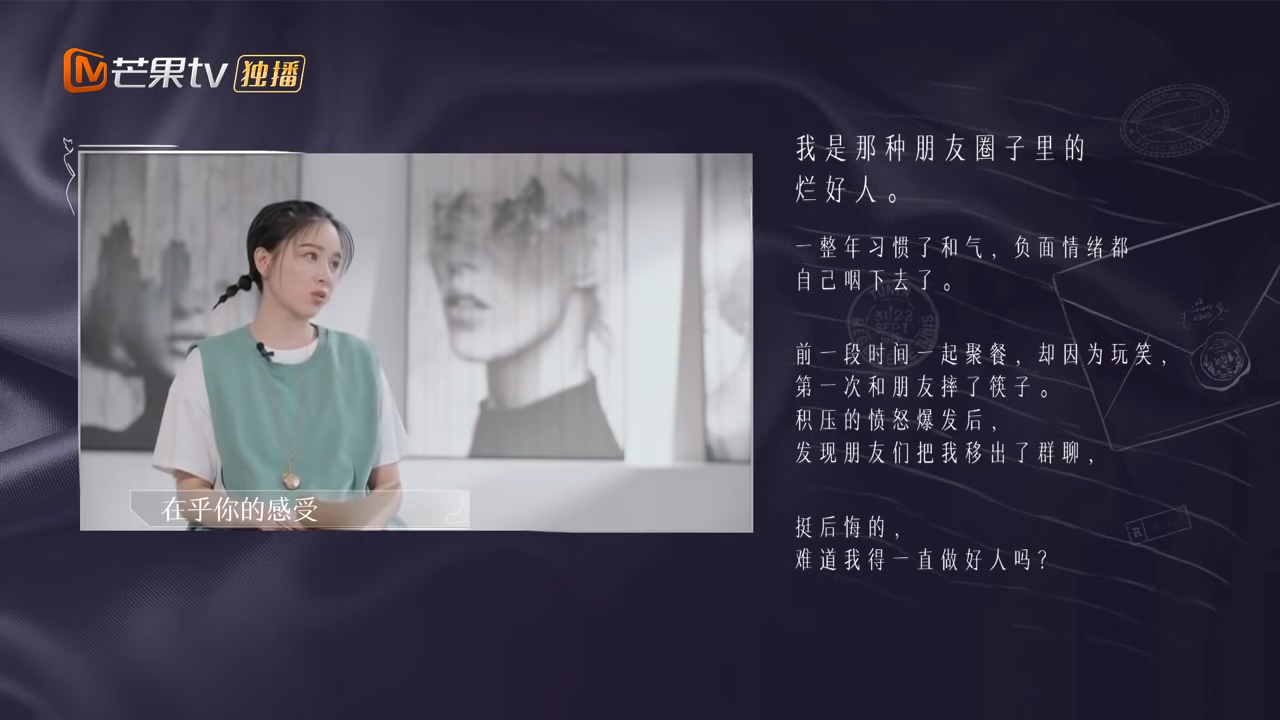 芒果tv 独播
我是那种朋友圈子里的
烂好人。
一整年习惯了和气，负面情绪都
自己咽下去了。
前一段时间一起聚餐，却因为玩笑，
第一次和朋友摔了筷子。
积压的愤怒爆发后，
发现朋友们把我移出了群聊，
挺后悔的，
难道我得一直做好人吗？
在乎你的感受